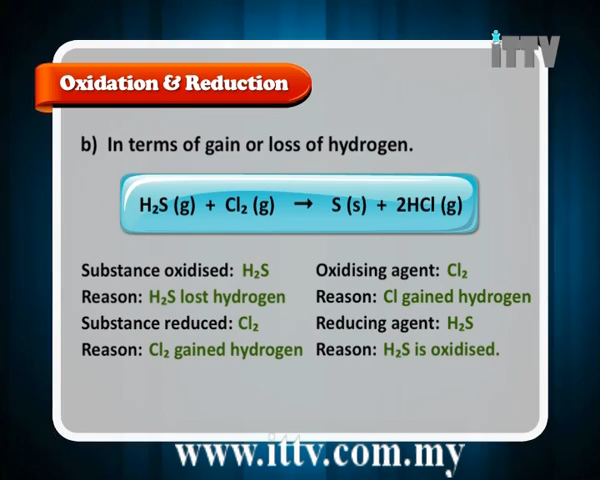 iTTV
Oxidation & Reduction
b) In terms of gain or loss of hydrogen.
H₂S (g) + Cl₂ (g) → S (s) + 2HCl (g)
Substance oxidised: H₂S
Reason: H₂S lost hydrogen
Substance reduced: Cl₂
Reason: Cl₂ gained hydrogen
Oxidising agent: Cl₂
Reason: Cl gained hydrogen
Reducing agent: H₂S
Reason: H₂S is oxidised.
www.ittv.com.my